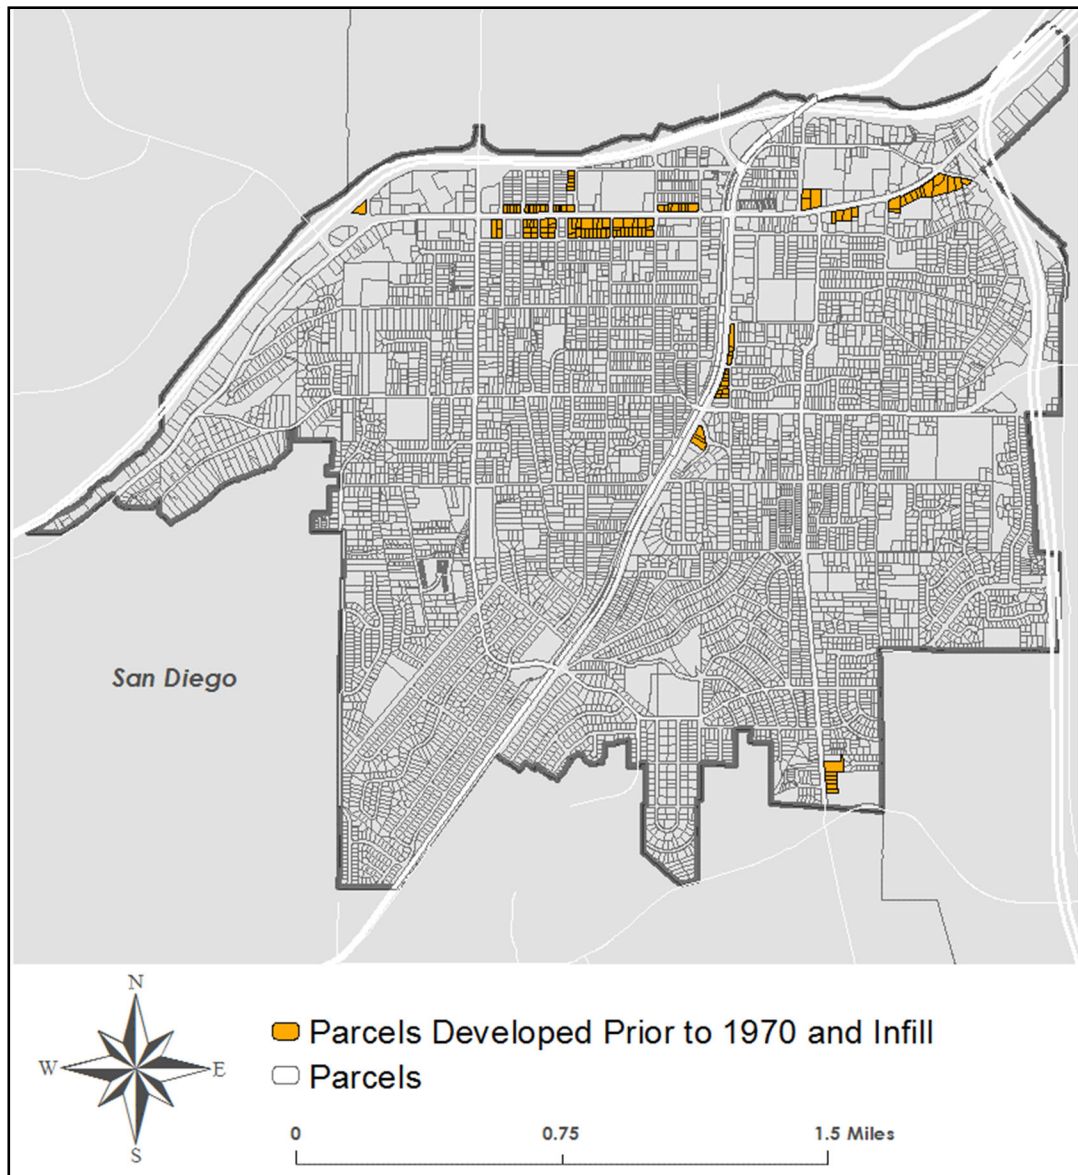 San Diego
N
W
E
S
Parcels Developed Prior to 1970 and Infill
Parcels
0
0.75
1.5 Miles